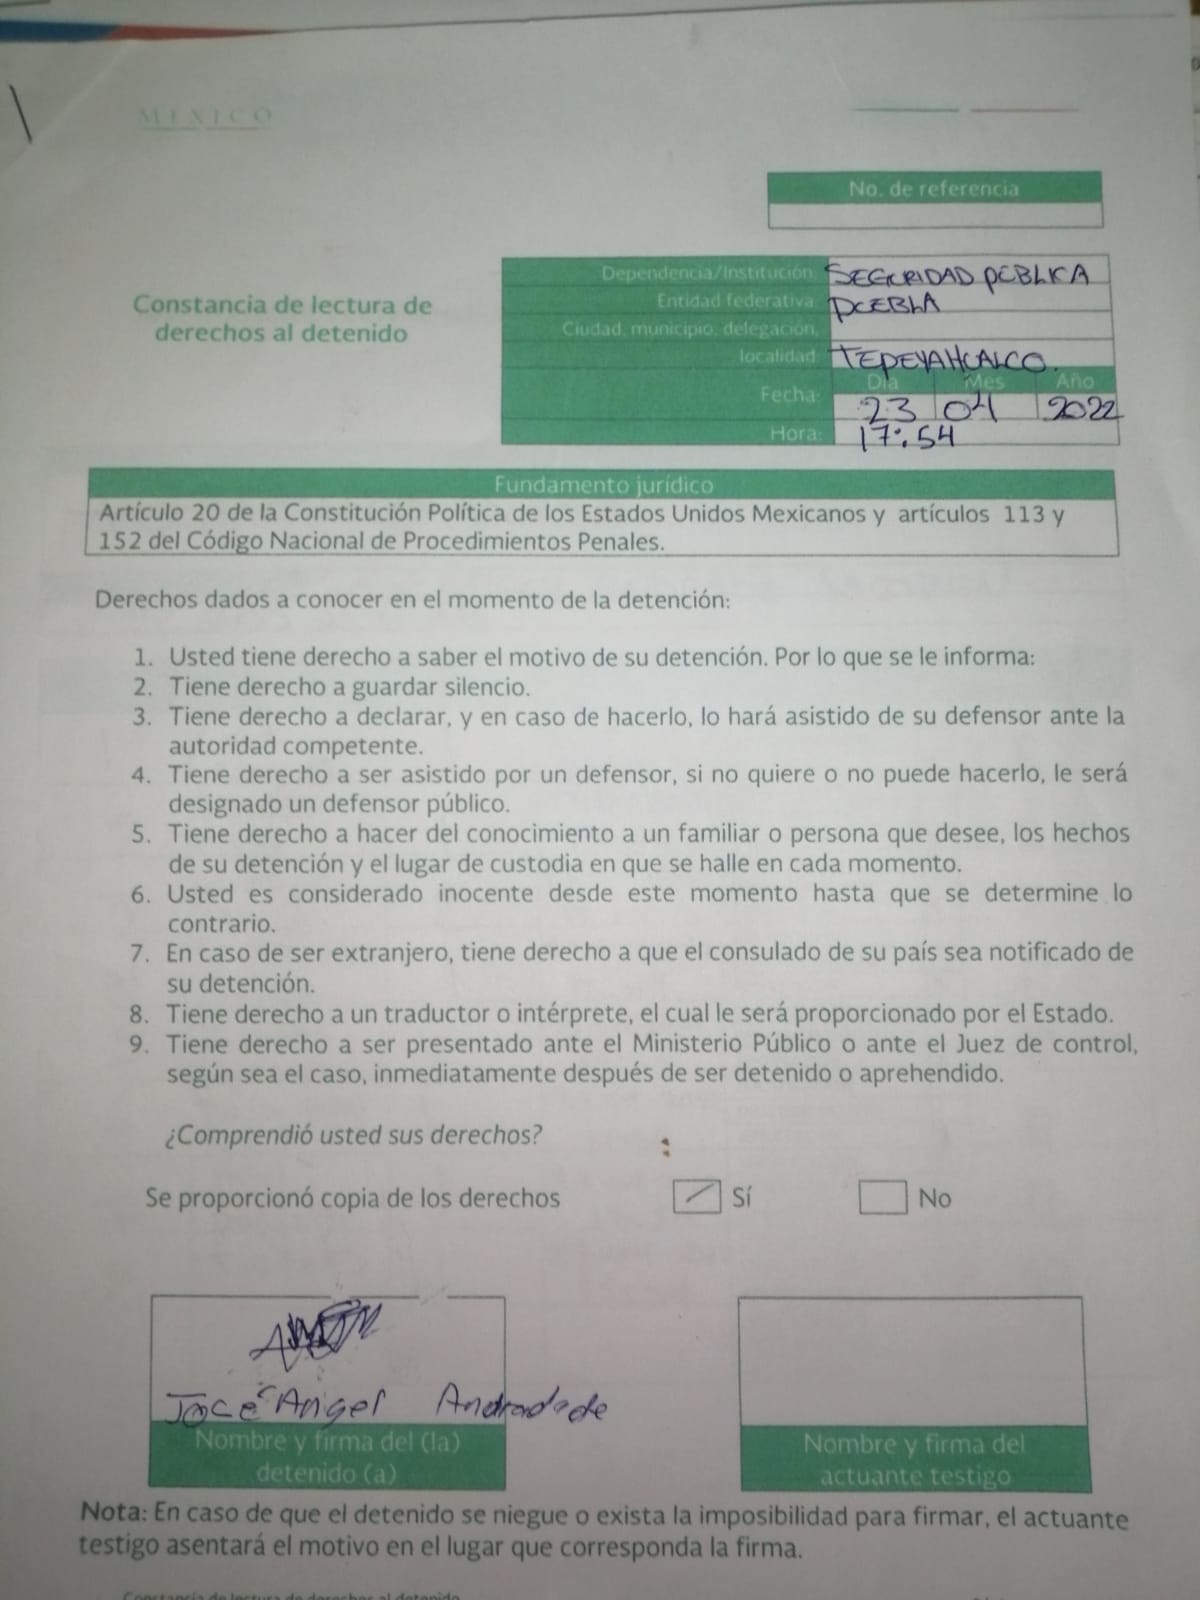 MÉXICO
No. de referencia
Constancia de lectura de
derechos al detenido
Dependencia/Institución: SEGURIDAD PÚBLICA
Entidad federativa: PUEBLA
Ciudad, municipio, delegación,
localidad: TEPEYAHUALCO.
Día Mes Año
Fecha: 23 04 2022
Hora: 17:54
Fundamento jurídico
Artículo 20 de la Constitución Política de los Estados Unidos Mexicanos y artículos 113 y
152 del Código Nacional de Procedimientos Penales.
Derechos dados a conocer en el momento de la detención:
1. Usted tiene derecho a saber el motivo de su detención. Por lo que se le informa:
2. Tiene derecho a guardar silencio.
3. Tiene derecho a declarar, y en caso de hacerlo, lo hará asistido de su defensor ante la
autoridad competente.
4. Tiene derecho a ser asistido por un defensor, si no quiere o no puede hacerlo, le será
designado un defensor público.
5. Tiene derecho a hacer del conocimiento a un familiar o persona que desee, los hechos
de su detención y el lugar de custodia en que se halle en cada momento.
6. Usted es considerado inocente desde este momento hasta que se determine lo
contrario.
7. En caso de ser extranjero, tiene derecho a que el consulado de su país sea notificado de
su detención.
8. Tiene derecho a un traductor o intérprete, el cual le será proporcionado por el Estado.
9. Tiene derecho a ser presentado ante el Ministerio Público o ante el Juez de control,
según sea el caso, inmediatamente después de ser detenido o aprehendido.
¿Comprendió usted sus derechos?
Se proporcionó copia de los derechos Sí No
José Angel Andradade
Nombre y firma del (la)
detenido (a)
Nombre y firma del
actuante testigo
Nota: En caso de que el detenido se niegue o exista la imposibilidad para firmar, el actuante
testigo asentará el motivo en el lugar que corresponda la firma.
Constancia de lectura de derechos al detenido